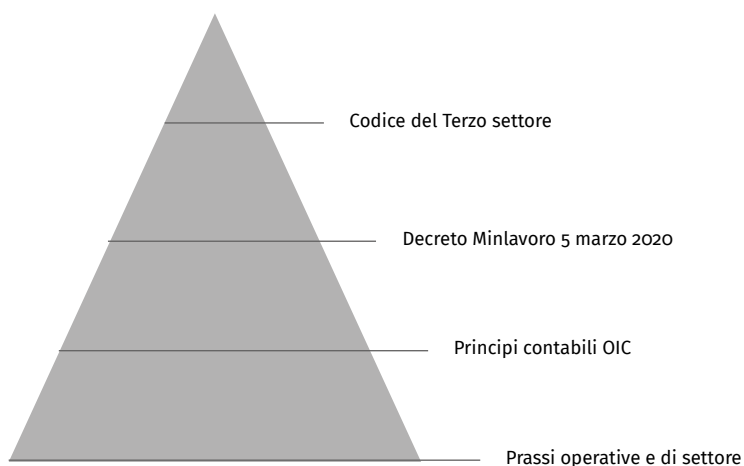 Codice del Terzo settore
Decreto Minlavoro 5 marzo 2020
Principi contabili OIC
Prassi operative e di settore